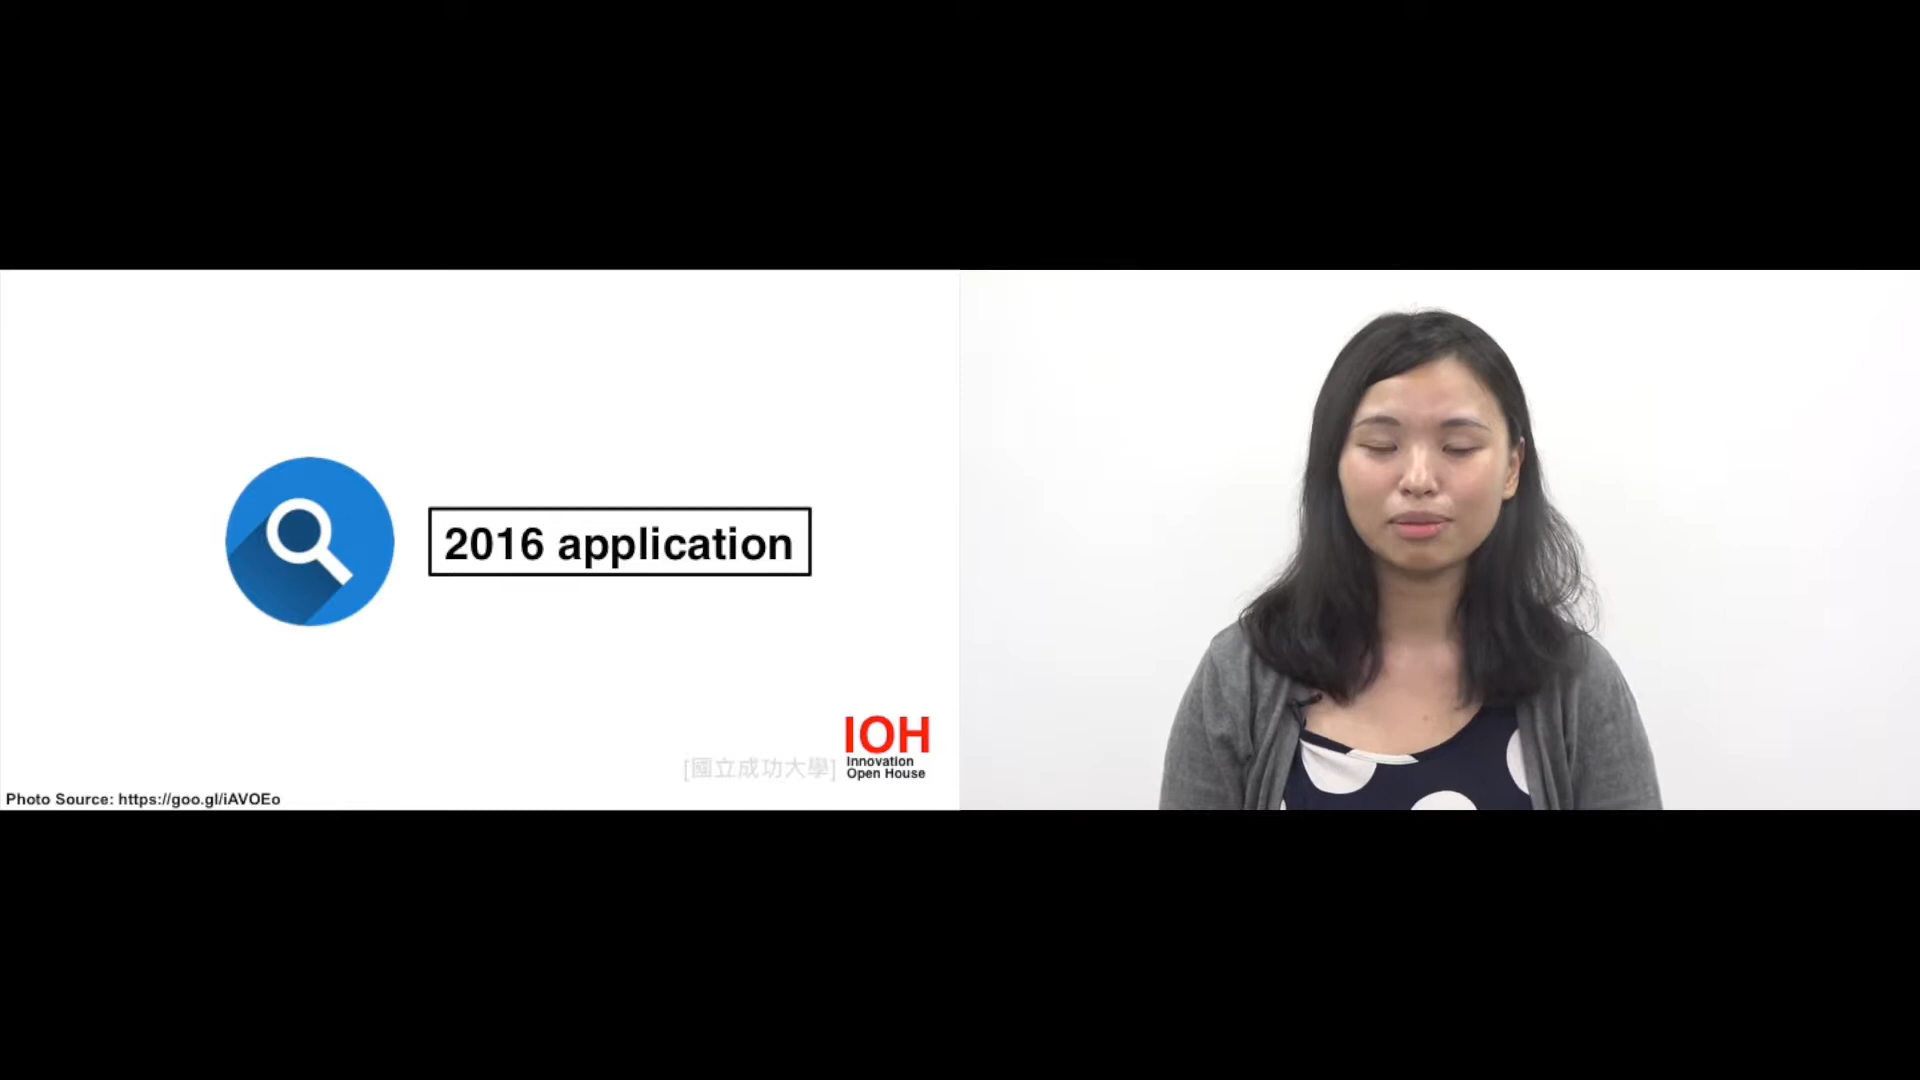 2016 application
IOH
Innovation
Open House
[國立成功大學]
Photo Source: https://goo.gl/iAVOEo